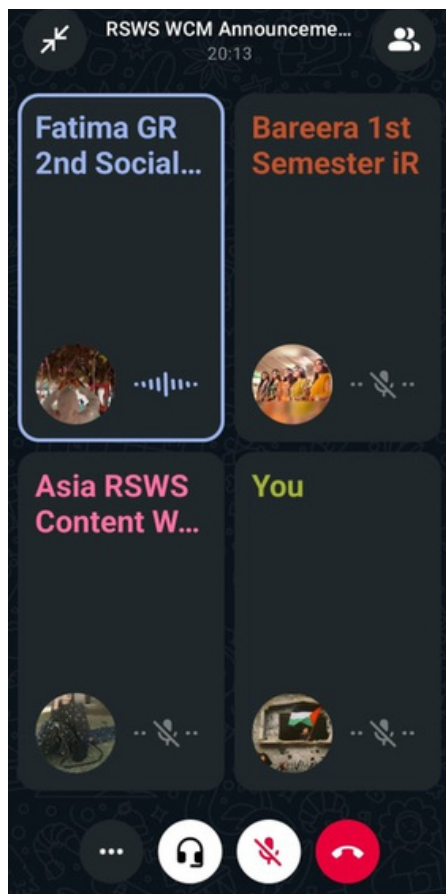 RSWS WCM Announceme...
20:13
Fatima GR
2nd Social...
Bareera 1st
Semester iR
Asia RSWS
Content W...
You